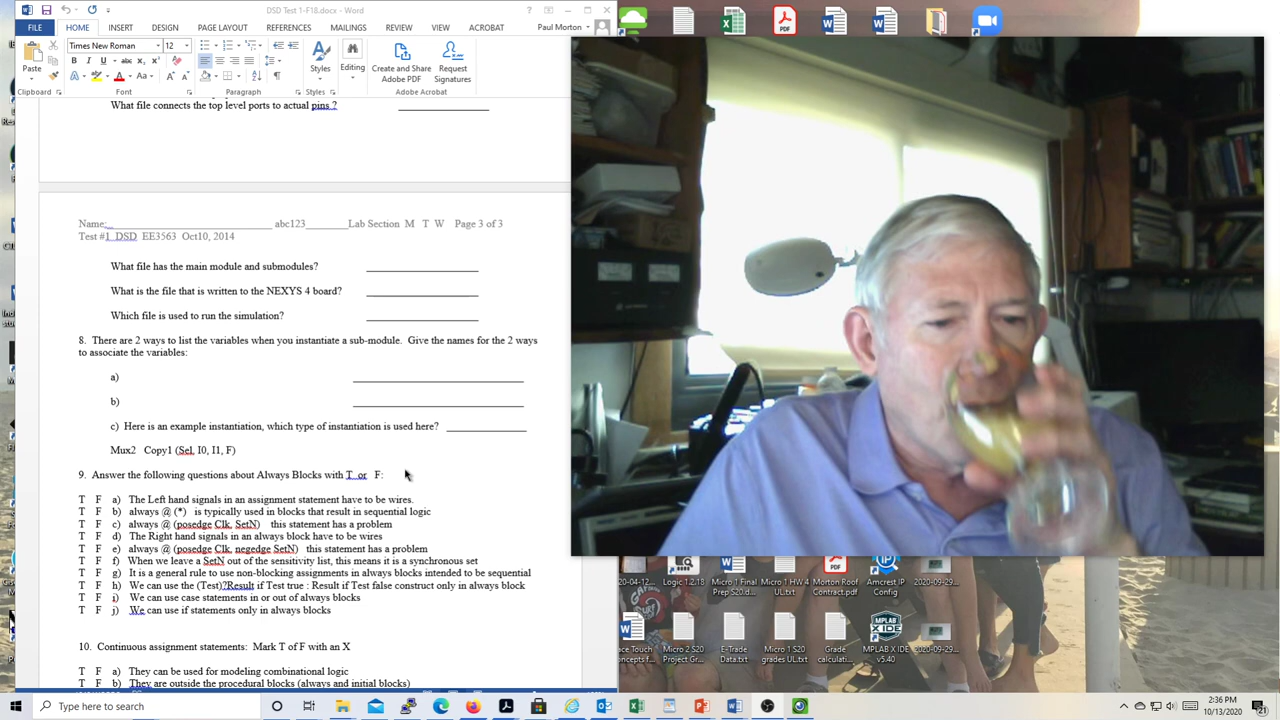 DSD Test 1-F18.docx - Word
FILE HOME INSERT DESIGN PAGE LAYOUT REFERENCES MAILINGS REVIEW VIEW ACROBAT Paul Morton
Times New Roman 12
Paste
Styles
Editing
Create and Share Adobe PDF
Request Signatures
Clipboard Font Paragraph Styles Adobe Acrobat
What file connects the top level ports to actual pins ? ____________
Name:_ abc123 Lab Section M T W Page 3 of 3
Test #1 DSD EE3563 Oct10, 2014
What file has the main module and submodules?
What is the file that is written to the NEXYS 4 board?
Which file is used to run the simulation?
8. There are 2 ways to list the variables when you instantiate a sub-module. Give the names for the 2 ways
to associate the variables:
a)
b)
c) Here is an example instantiation, which type of instantiation is used here?
Mux2 Copy1 (Sel, I0, I1, F)
9. Answer the following questions about Always Blocks with T or F:
T F a) The Left hand signals in an assignment statement have to be wires.
T F b) always @ (*) is typically used in blocks that result in sequential logic
T F c) always @ (posedge Clk, SetN) this statement has a problem
T F d) The Right hand signals in an always block have to be wires
T F e) always @ (posedge Clk, negedge SetN) this statement has a problem
T F f) When we leave a SetN out of the sensitivity list, this means it is a synchronous set
T F g) It is a general rule to use non-blocking assignments in always blocks intended to be sequential
T F h) We can use the (Test)?Result if Test true : Result if Test false construct only in always block
T F i) We can use case statements in or out of always blocks
T F j) We can use if statements only in always blocks
10. Continuous assignment statements: Mark T of F with an X
T F a) They can be used for modeling combinational logic
T F b) They are outside the procedural blocks (always and initial blocks)
Logic 1.2.18
Micro 1 Final Prep S20.d...
Micro 1 HW 4 UL.txt
Morton Roof Contract.pdf
Amcrest IP Config
2020-09-29...
Micro 2 S20 Project Gr...
E-Trade Data.txt
Micro 1 S20 grades UL.txt
Grade calculati...
MPLAB X IDE v5.40
2020-09-29...
Type here to search
2:36 PM
10/13/2020